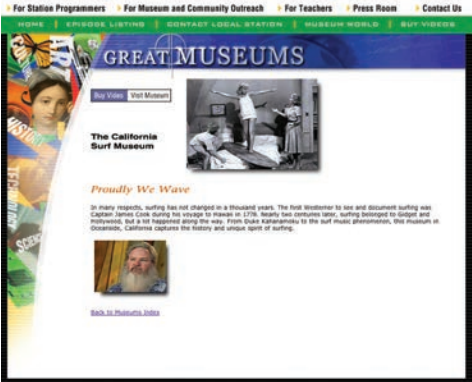 For Station Programmers For Museum and Community Outreach For Teachers Press Room Contact Us
HOME EPISODE LISTING CONTACT LOCAL STATION MUSEUM WORLD BUY VIDEOS
ART
GREAT MUSEUMS
Buy Video Visit Museum
HISTORY
The California
Surf Museum
TECHNOLOGY
Proudly We Wave
In many respects, surfing has not changed in a thousand years. The first Westerner to see and document surfing was
Captain James Cook during his voyage to Hawaii in 1778. Nearly two centuries later, surfing belonged to Gidget and
Hollywood, but a lot happened along the way. From Duke Kahanamoku to the surf music phenomenon, this museum in
Oceanside, California captures the history and unique spirit of surfing.
SCIENCE
Back to Museums Index